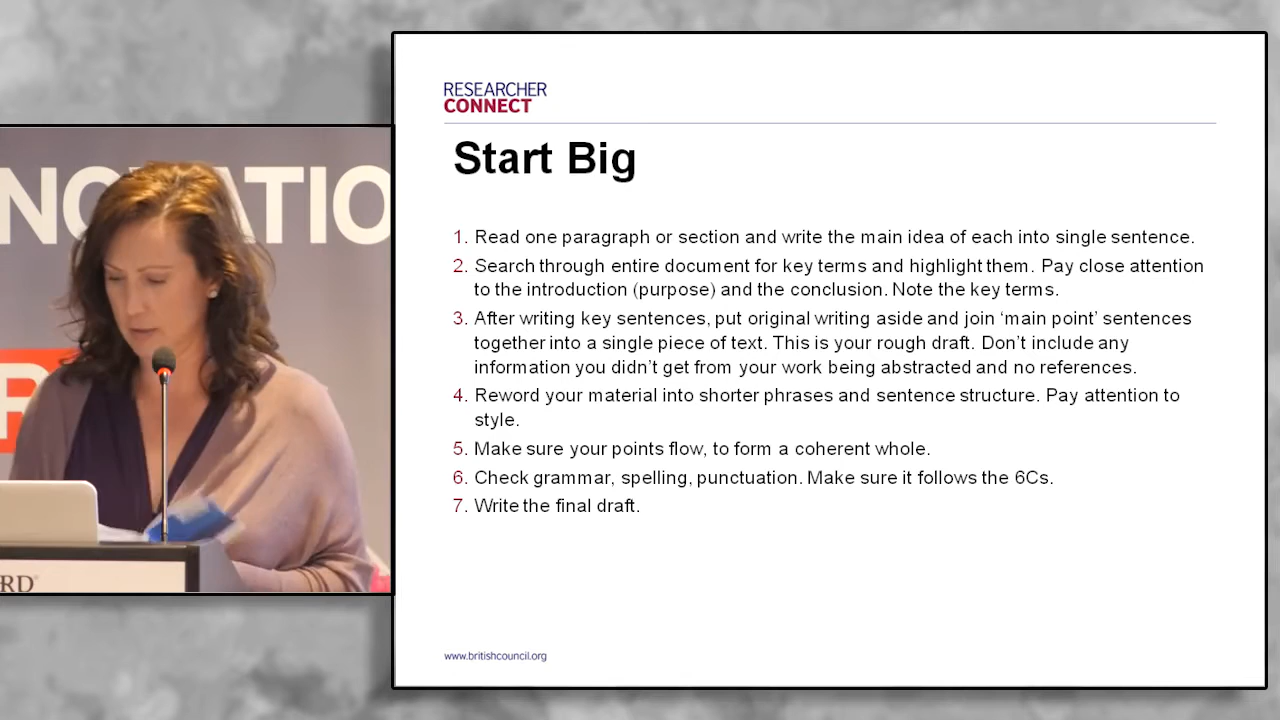 NOVATIO
R
RD
RESEARCHER
CONNECT
Start Big
1. Read one paragraph or section and write the main idea of each into single sentence.
2. Search through entire document for key terms and highlight them. Pay close attention
to the introduction (purpose) and the conclusion. Note the key terms.
3. After writing key sentences, put original writing aside and join ‘main point’ sentences
together into a single piece of text. This is your rough draft. Don’t include any
information you didn’t get from your work being abstracted and no references.
4. Reword your material into shorter phrases and sentence structure. Pay attention to
style.
5. Make sure your points flow, to form a coherent whole.
6. Check grammar, spelling, punctuation. Make sure it follows the 6Cs.
7. Write the final draft.
www.britishcouncil.org